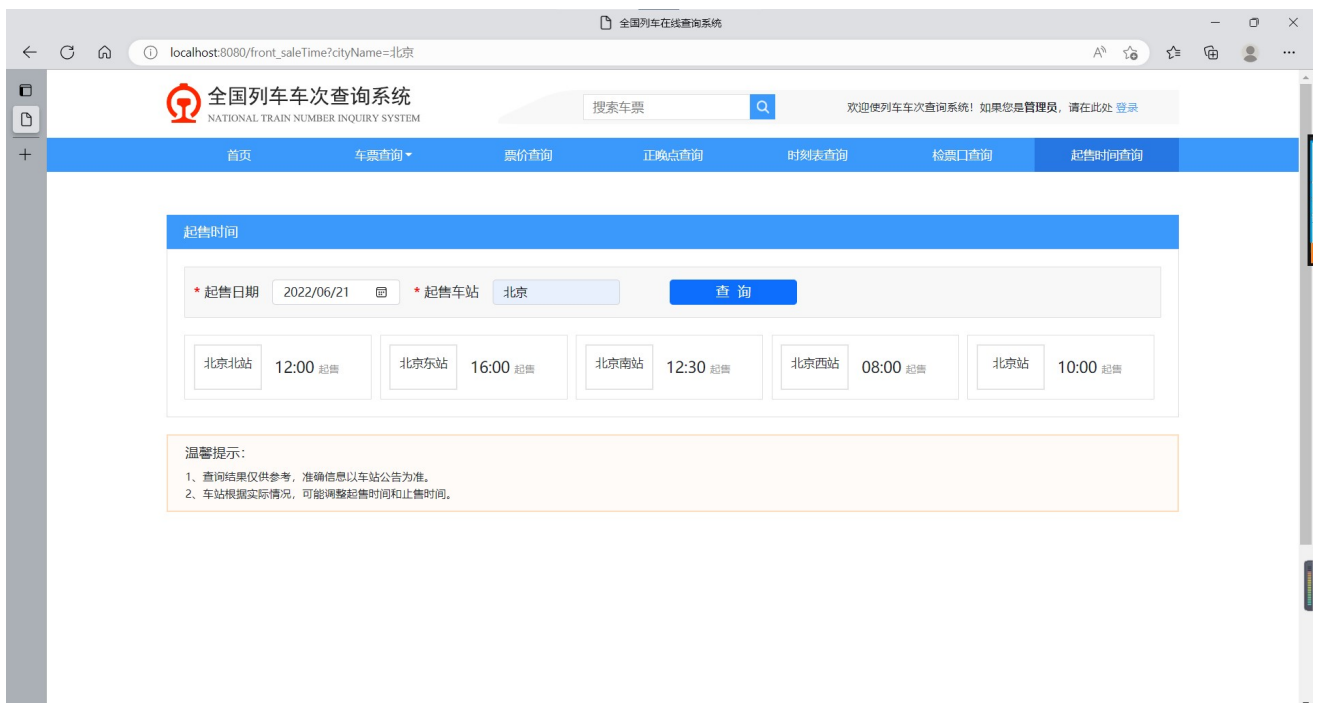 全国列车在线查询系统
localhost:8080/front_saleTime?cityName=北京
全国列车车次查询系统
NATIONAL TRAIN NUMBER INQUIRY SYSTEM
搜索车票
欢迎使列车车次查询系统！如果您是管理员，请在此处 登录
首页 车票查询 票价查询 正晚点查询 时刻表查询 检票口查询 起售时间查询
起售时间
* 起售日期 2022/06/21 * 起售车站 北京 查 询
北京北站 12:00 起售 北京东站 16:00 起售 北京南站 12:30 起售 北京西站 08:00 起售 北京站 10:00 起售
温馨提示：
1、查询结果仅供参考，准确信息以车站公告为准。
2、车站根据实际情况，可能调整起售时间和止售时间。